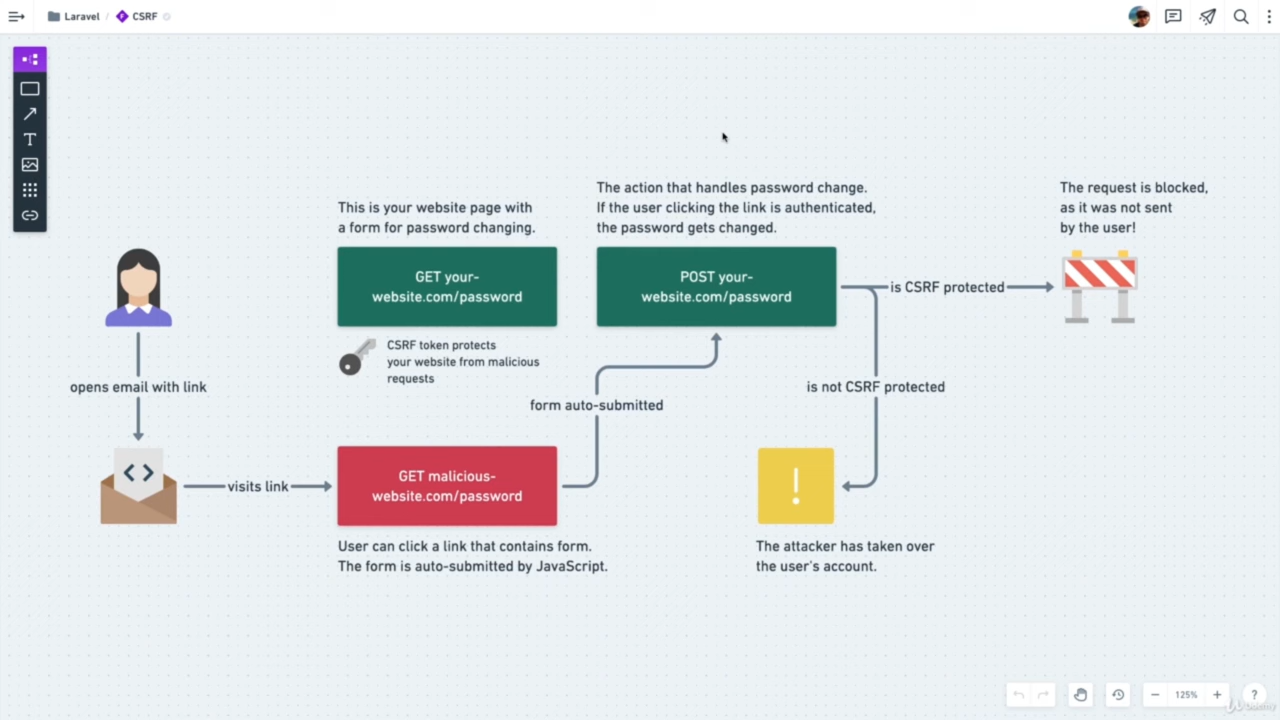 Laravel / CSRF
The action that handles password change.
If the user clicking the link is authenticated,
the password gets changed.
The request is blocked,
as it was not sent
by the user!
This is your website page with
a form for password changing.
GET your-
website.com/password
POST your-
website.com/password
is CSRF protected
CSRF token protects
your website from malicious
requests
opens email with link
is not CSRF protected
form auto-submitted
visits link
GET malicious-
website.com/password
!
User can click a link that contains form.
The form is auto-submitted by JavaScript.
The attacker has taken over
the user's account.
125%
?
Udemy